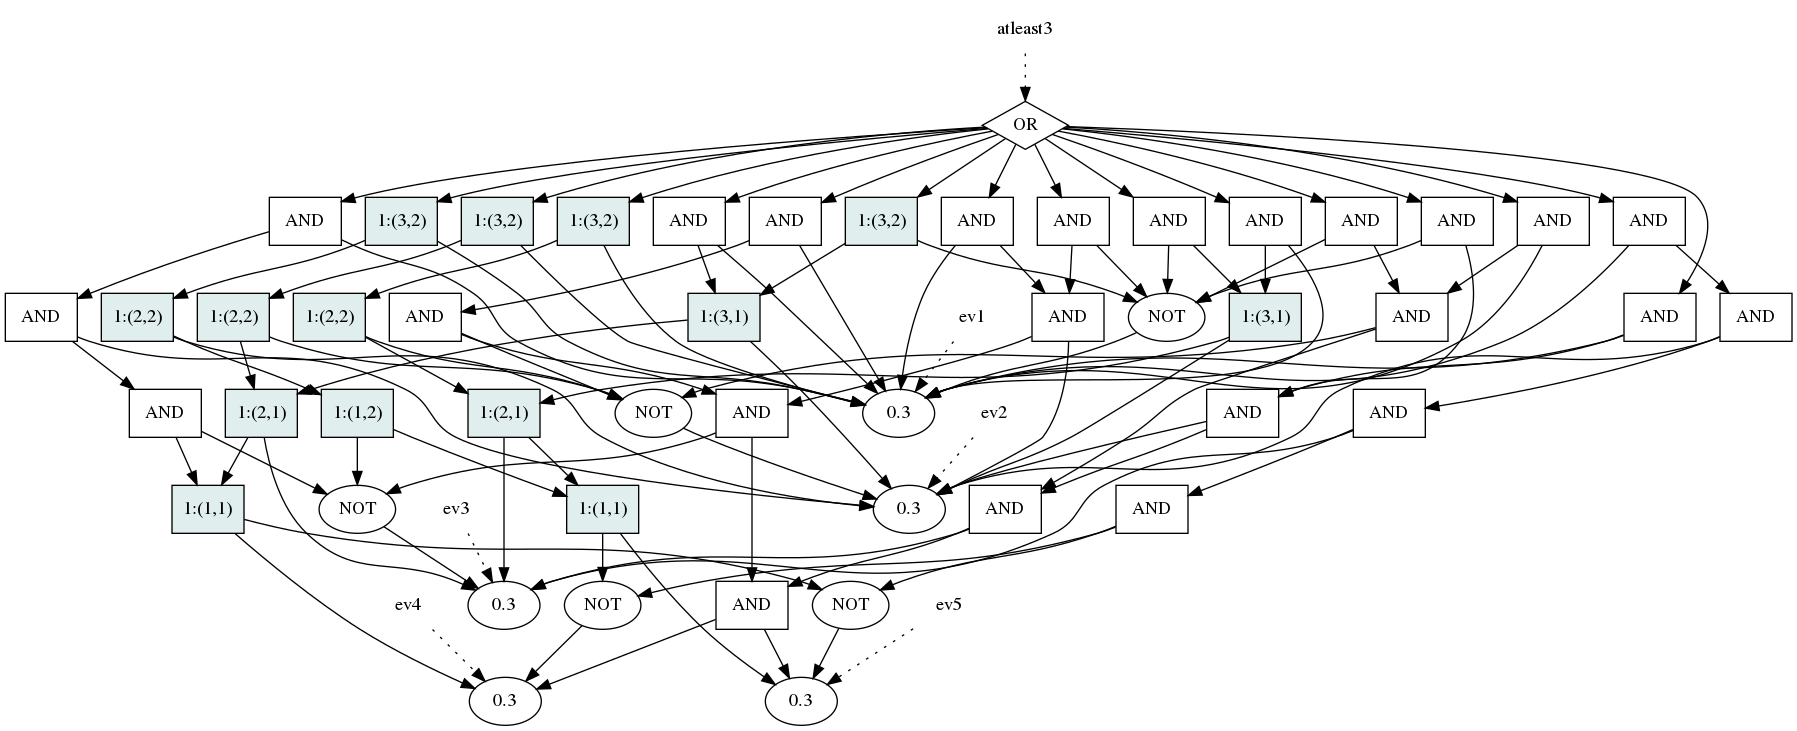 atleast3
OR
AND 1:(3,2) 1:(3,2) 1:(3,2) AND AND 1:(3,2) AND AND AND AND AND AND AND AND
AND 1:(2,2) 1:(2,2) 1:(2,2) AND 1:(3,1) ev1 AND NOT 1:(3,1) AND AND AND
AND 1:(2,1) 1:(1,2) 1:(2,1) NOT AND 0.3 ev2 AND AND
1:(1,1) NOT ev3 1:(1,1) 0.3 AND AND
ev4 0.3 NOT AND NOT ev5
0.3 0.3